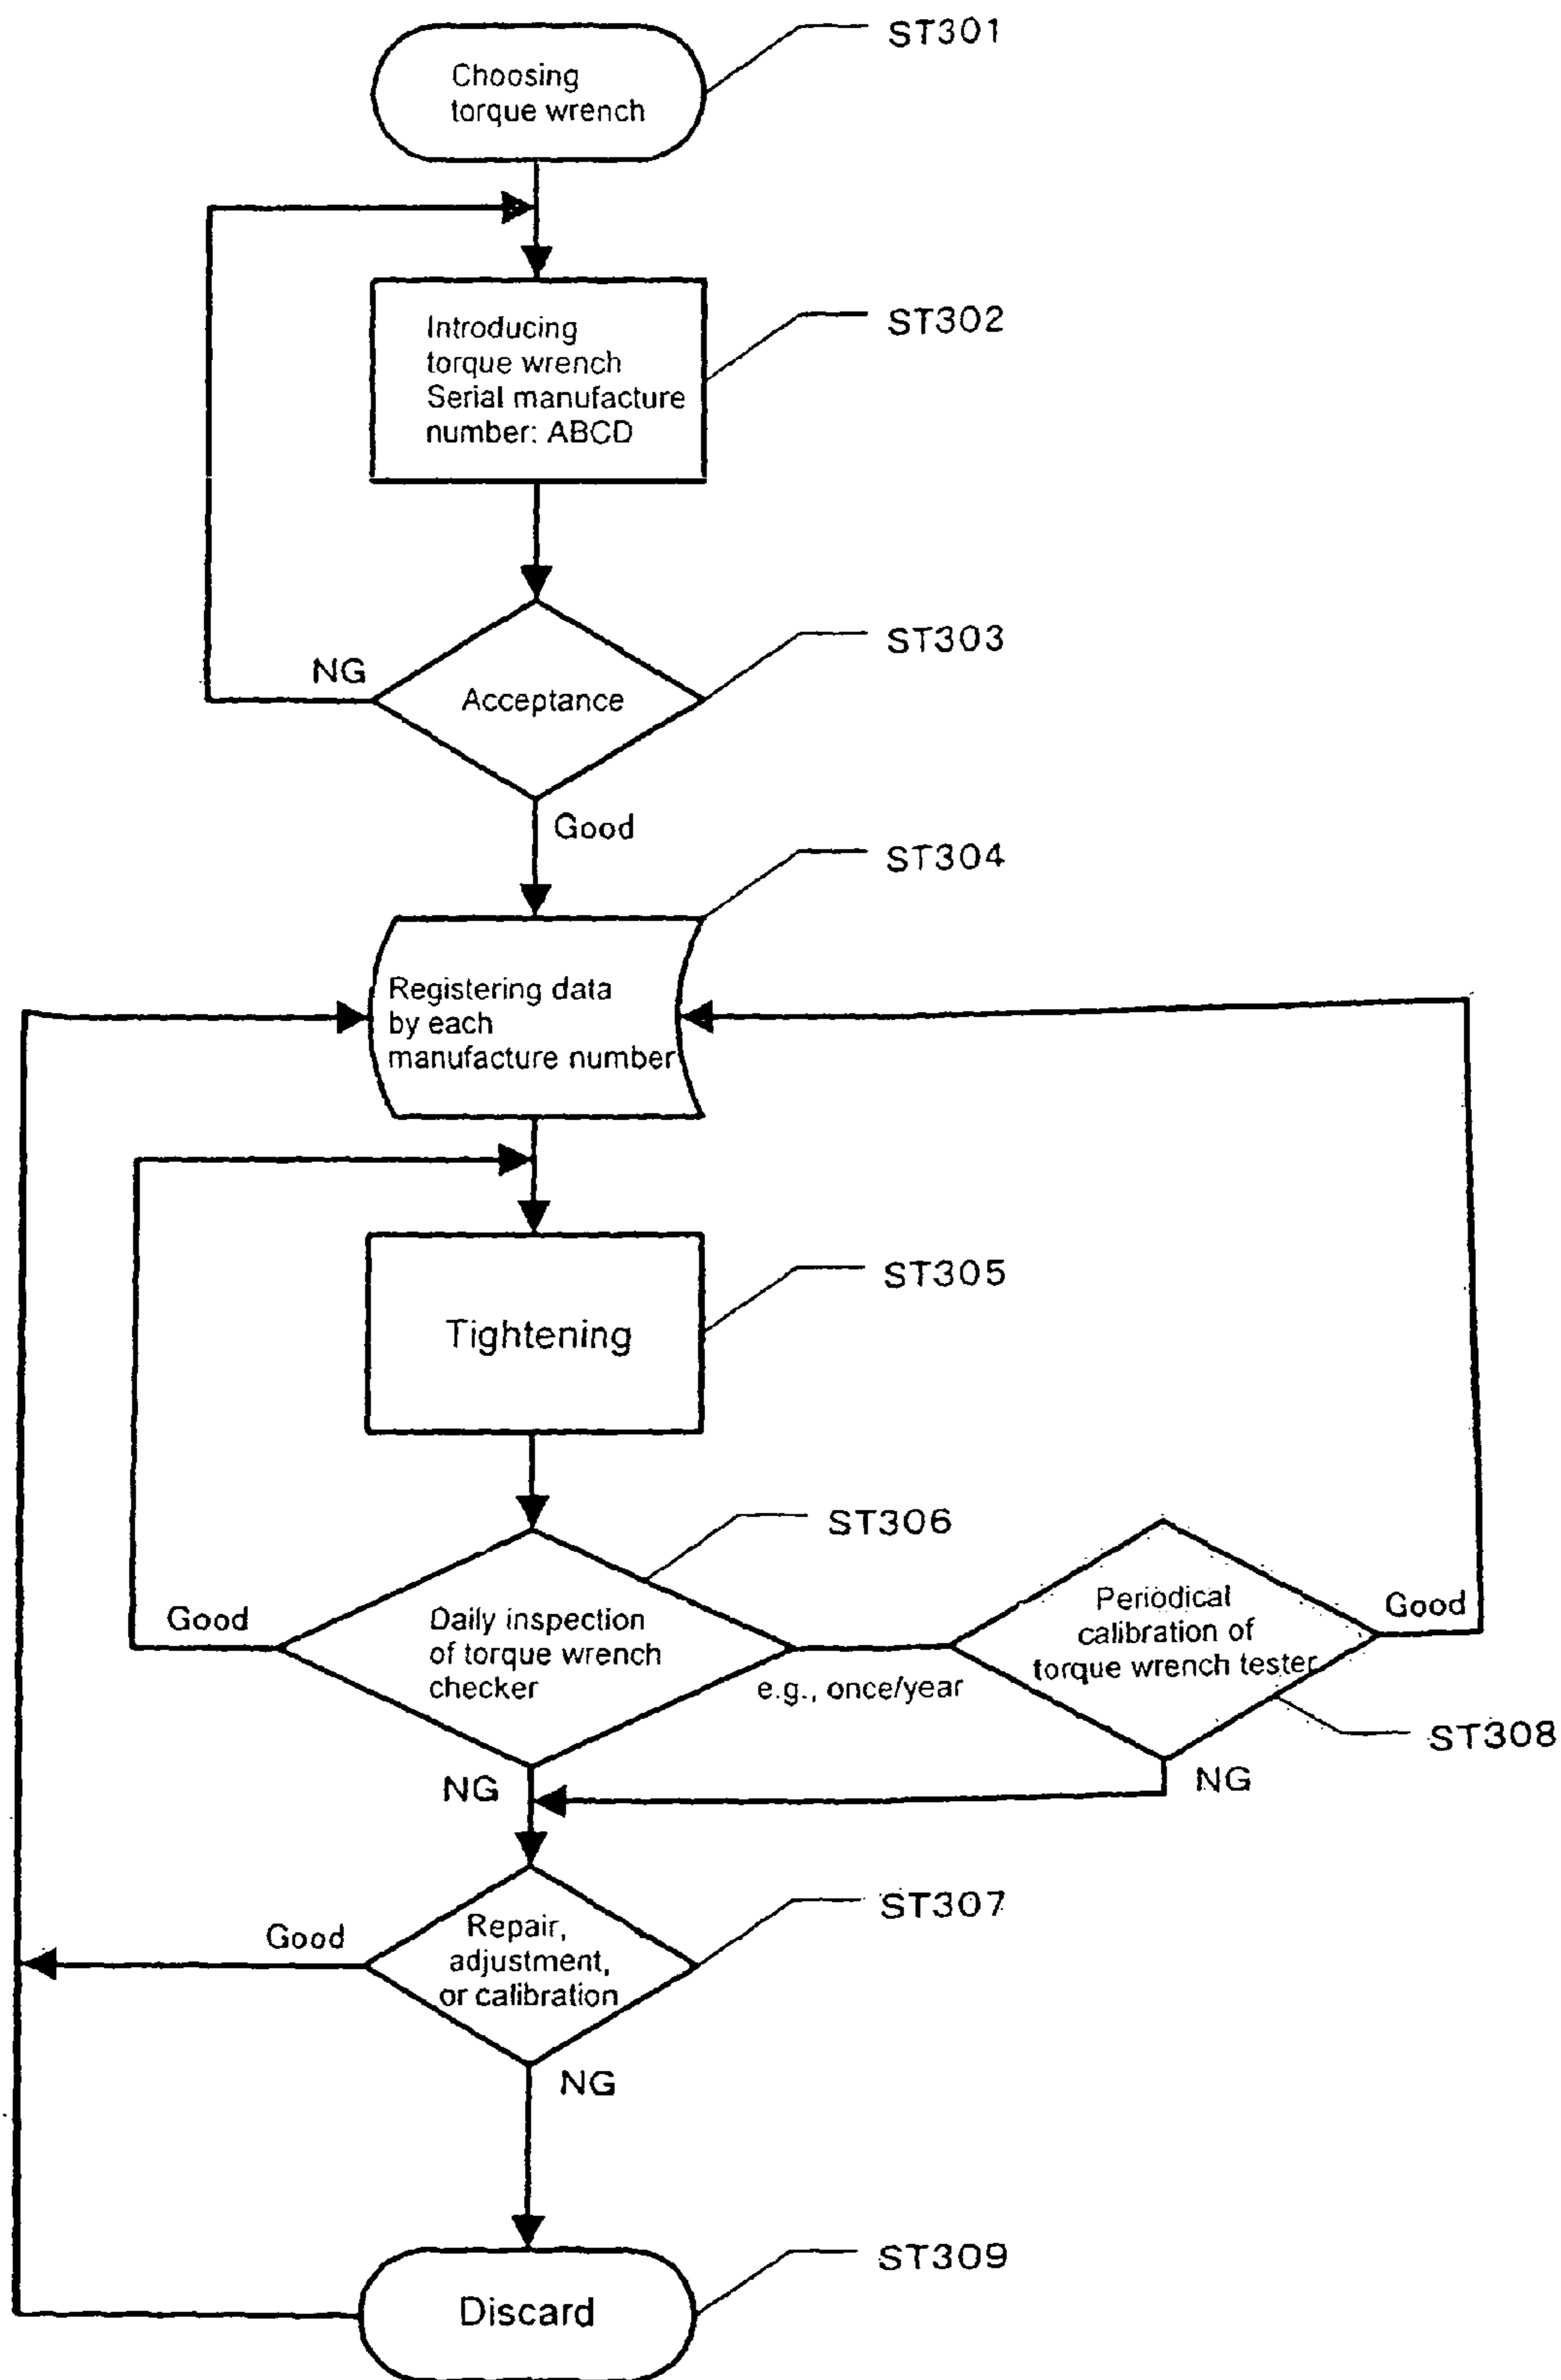 ST301
Choosing
torque wrench
ST302
Introducing
torque wrench
Serial manufacture
number: ABCD
ST303
NG
Acceptance
Good
ST304
Registering data
by each
manufacture number
ST305
Tightening
ST306
Good
Daily inspection
of torque wrench
checker
e.g., once/year
Periodical
calibration of
torque wrench tester
Good
ST308
NG
NG
ST307
Good
Repair,
adjustment,
or calibration
NG
ST309
Discard